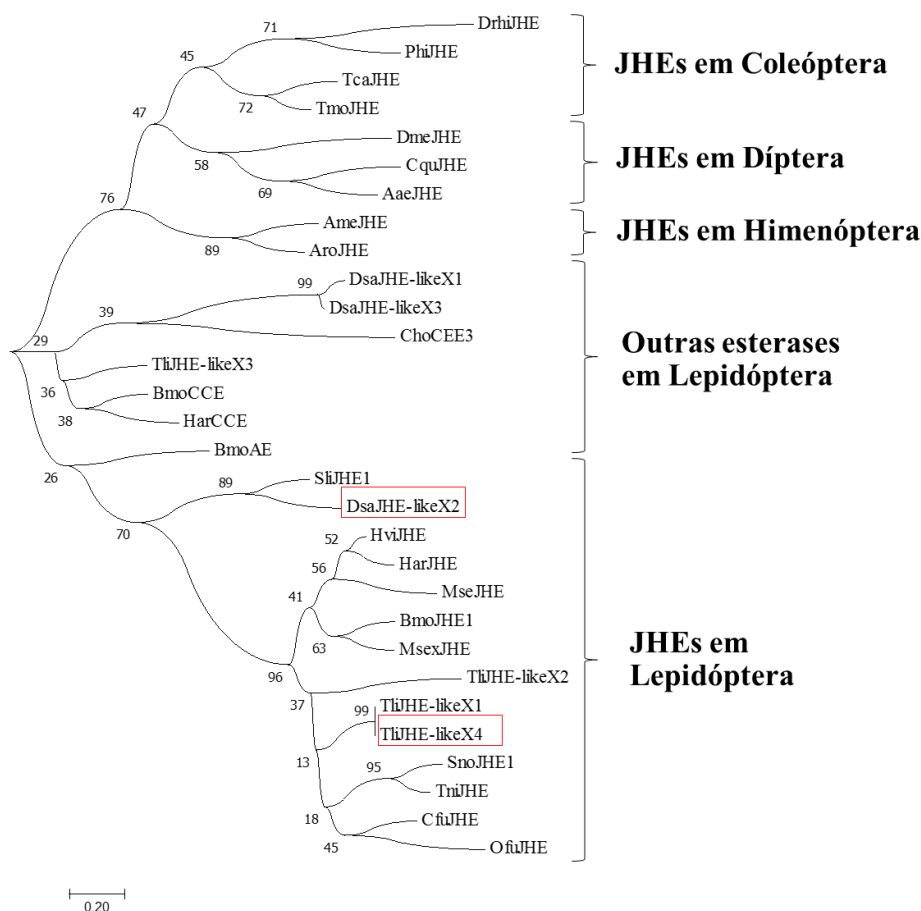 DrhiJHE
71
45
PhiJHE
JHEs em Coleóptera
TcaJHE
72
TmoJHE
47
DmeJHE
58
CquJHE
JHEs em Díptera
69
AaeJHE
76
AmeJHE
JHEs em Himenóptera
89
AroJHE
99
DsaJHE-likeX1
DsaJHE-likeX3
39
ChoCEE3
Outras esterases
em Lepidóptera
29
TliJHE-likeX3
36
BmoCCE
38
HarCCE
BmoAE
26
89
SliJHE1
DsaJHE-likeX2
70
52
HviJHE
56
HarJHE
MseJHE
41
BmoJHE1
63
MsexJHE
JHEs em
Lepidóptera
96
TliJHE-likeX2
37
99
TliJHE-likeX1
TliJHE-likeX4
13
95
SnoJHE1
TniJHE
18
CfuJHE
45
OfuJHE
0.20